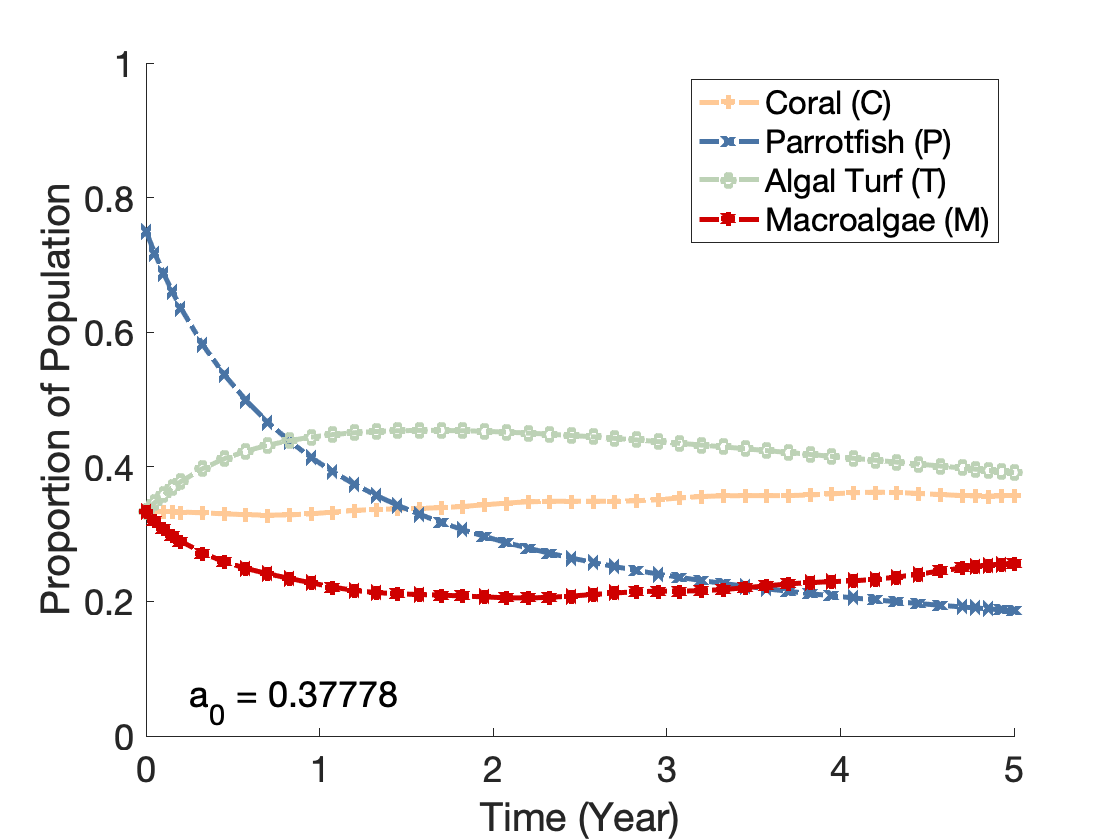 1
0.8
0.6
0.4
0.2
0
Proportion of Population
Coral (C)
Parrotfish (P)
Algal Turf (T)
Macroalgae (M)
a0 = 0.37778
0 1 2 3 4 5
Time (Year)